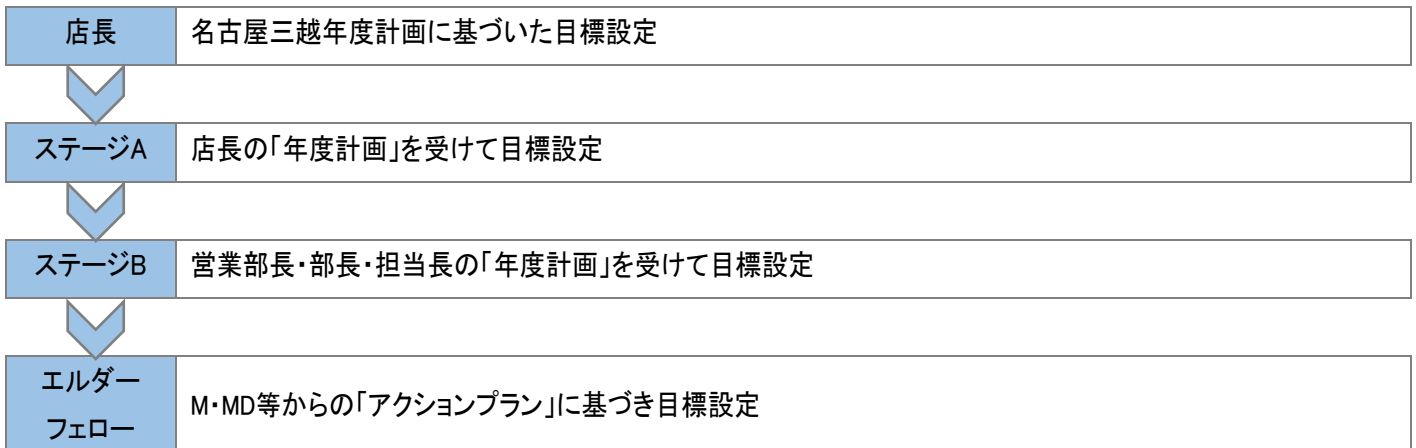 店長 名古屋三越年度計画に基づいた目標設定
ステージA 店長の「年度計画」を受けて目標設定
ステージB 営業部長・部長・担当長の「年度計画」を受けて目標設定
エルダー
フェロー
M・MD等からの「アクションプラン」に基づき目標設定